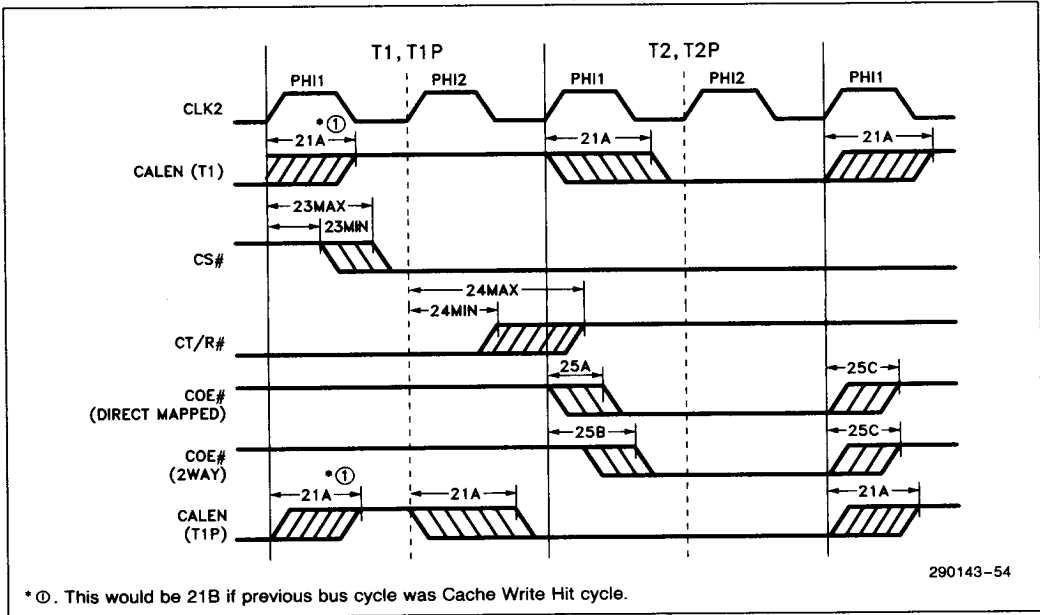 T1, T1P T2, T2P
PHI1 PHI2 PHI1 PHI2 PHI1
CLK2
*① 21A 21A 21A
CALEN (T1)
23MAX
23MIN
CS#
24MAX
24MIN
CT/R#
25A 25C
COE#
(DIRECT MAPPED)
25B 25C
COE#
(2WAY)
*①
21A 21A 21A
CALEN
(T1P)
290143–54
*①. This would be 21B if previous bus cycle was Cache Write Hit cycle.